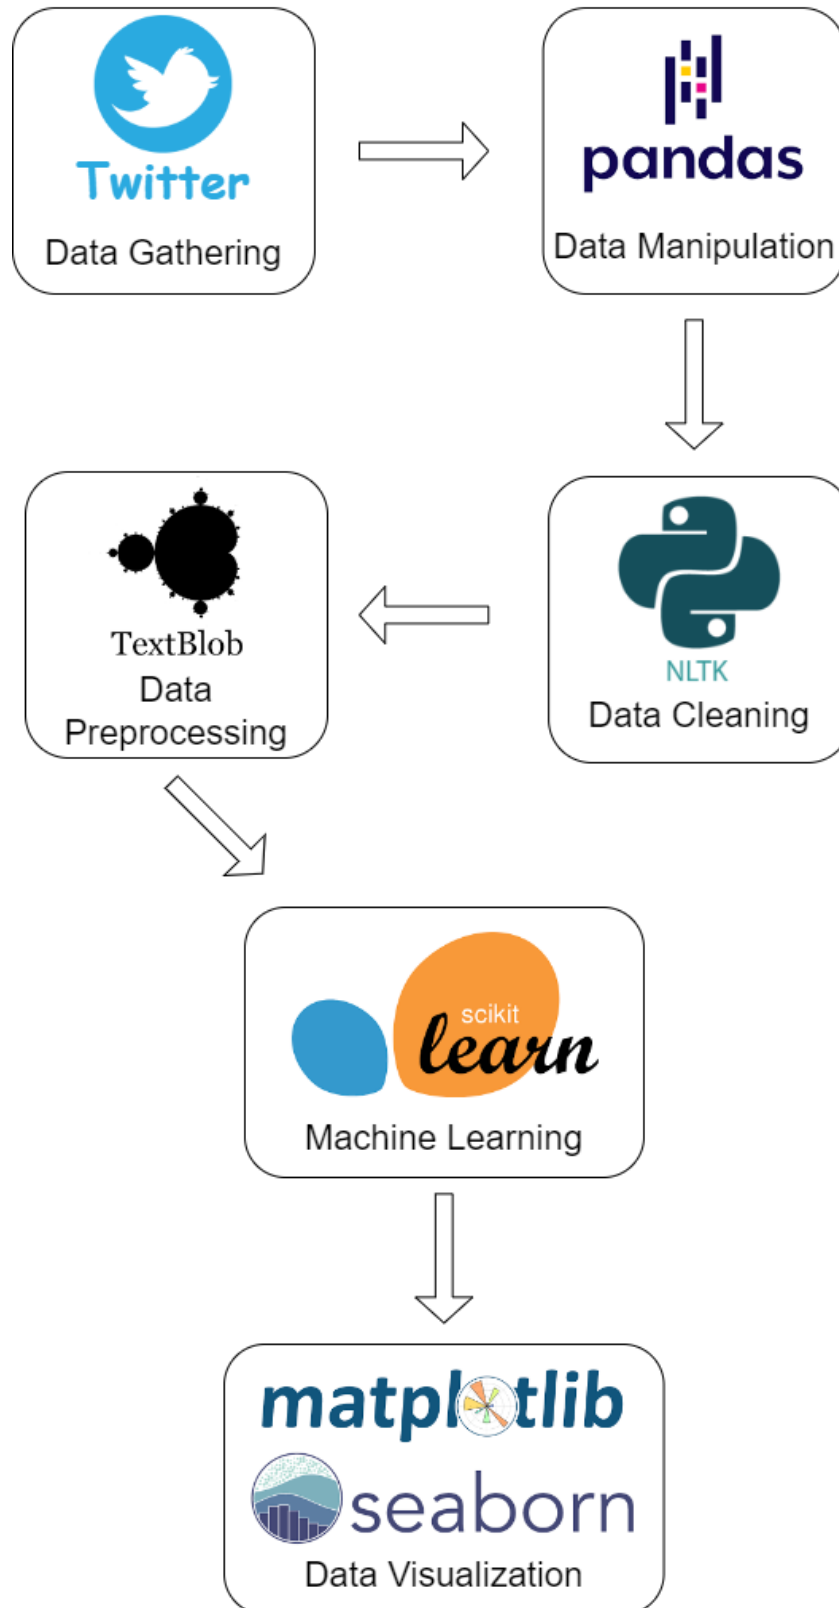 Twitter
Data Gathering
pandas
Data Manipulation
TextBlob
Data
Preprocessing
NLTK
Data Cleaning
scikit
learn
Machine Learning
matplotlib
seaborn
Data Visualization